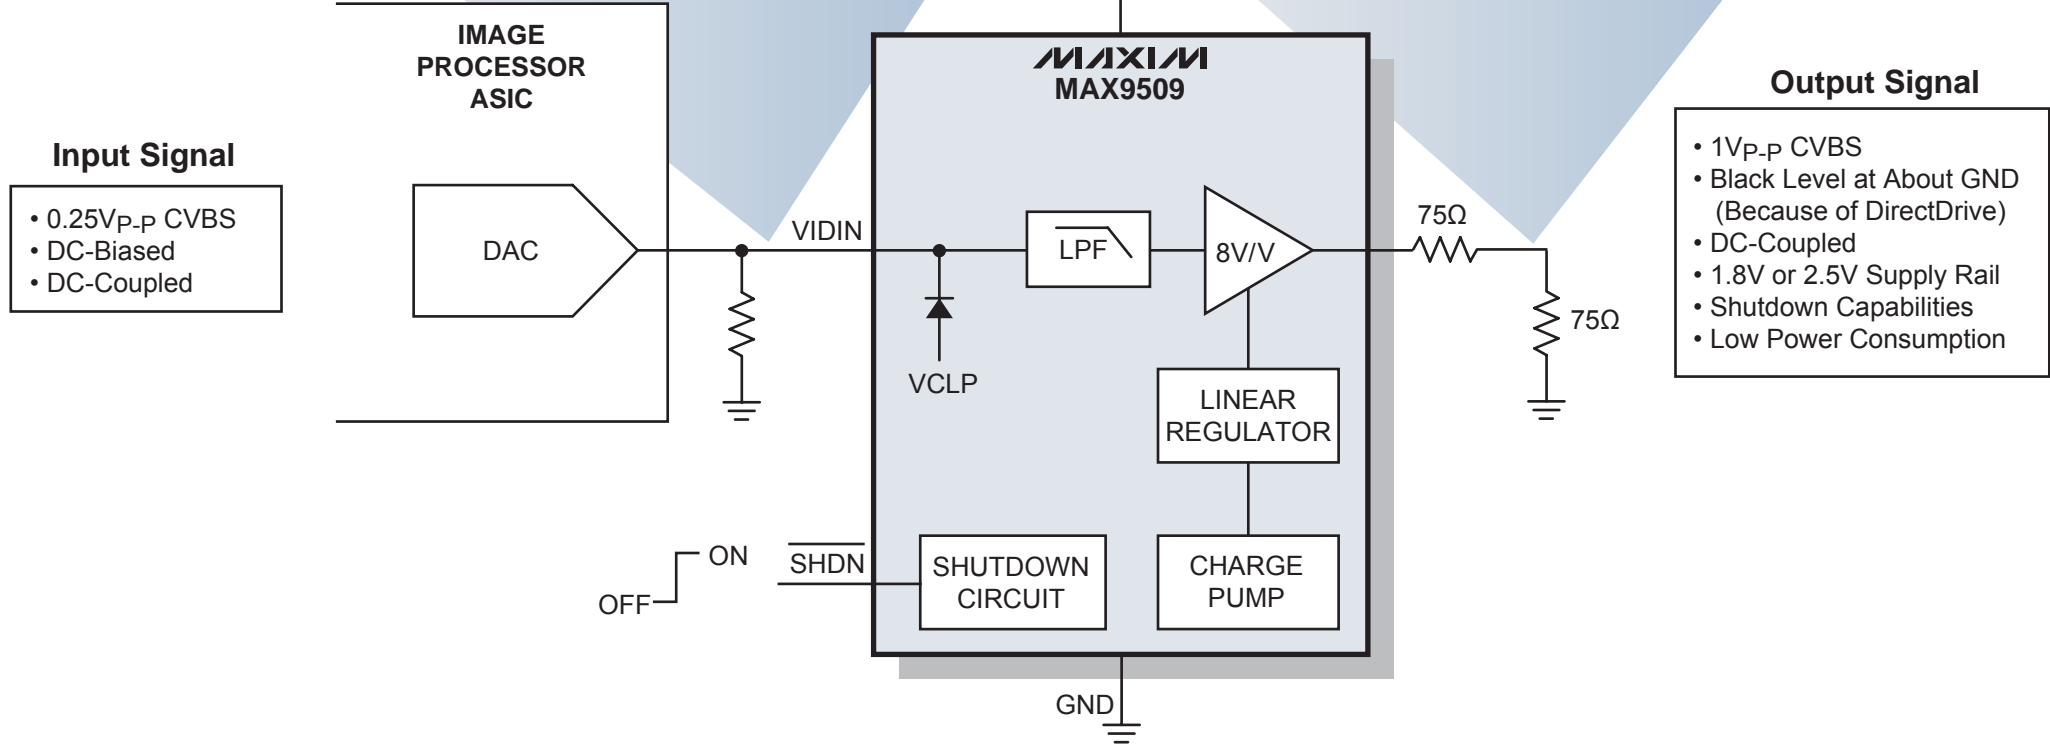 IMAGE
PROCESSOR
ASIC
MAXIM
MAX9509
Output Signal
• 1VP-P CVBS
• Black Level at About GND
(Because of DirectDrive)
• DC-Coupled
• 1.8V or 2.5V Supply Rail
• Shutdown Capabilities
• Low Power Consumption
Input Signal
• 0.25VP-P CVBS
• DC-Biased
• DC-Coupled
DAC
VIDIN
LPF
8V/V
75Ω
75Ω
VCLP
LINEAR
REGULATOR
ON
OFF
SHDN
SHUTDOWN
CIRCUIT
CHARGE
PUMP
GND